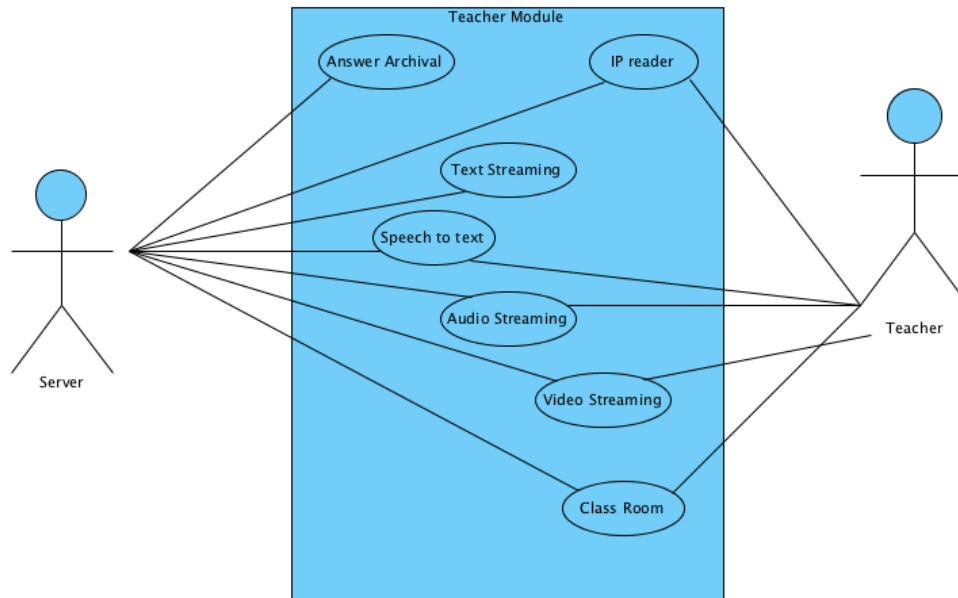 Teacher Module
Answer Archival
IP reader
Text Streaming
Speech to text
Audio Streaming
Teacher
Server
Video Streaming
Class Room